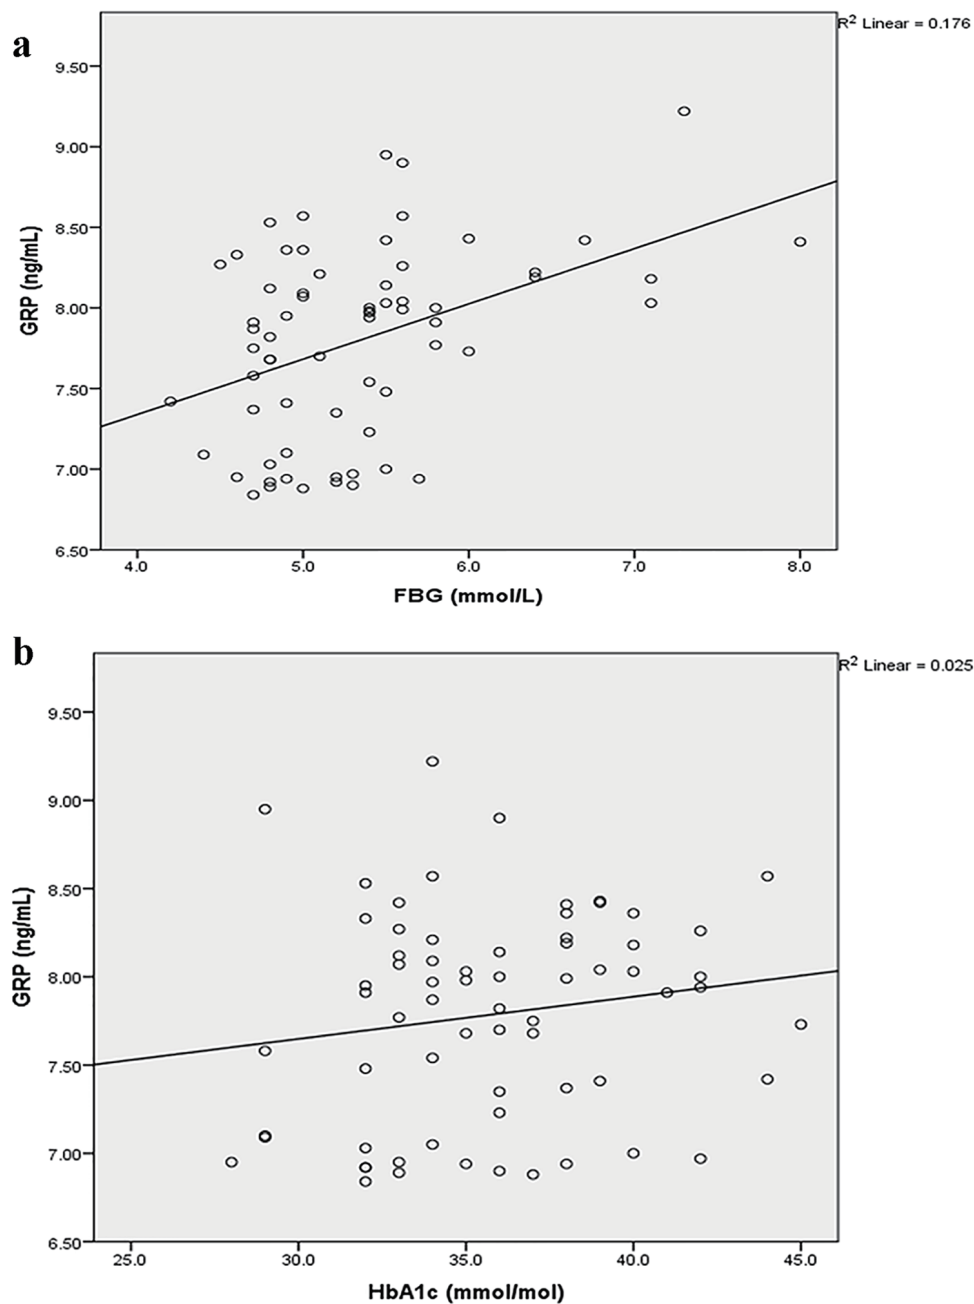 a
R² Linear = 0.176
9.50
9.00
8.50
8.00
7.50
7.00
6.50
GRP (ng/mL)
4.0 5.0 6.0 7.0 8.0
FBG (mmol/L)
b
R² Linear = 0.025
9.50
9.00
8.50
8.00
7.50
7.00
6.50
GRP (ng/mL)
25.0 30.0 35.0 40.0 45.0
HbA1c (mmol/mol)